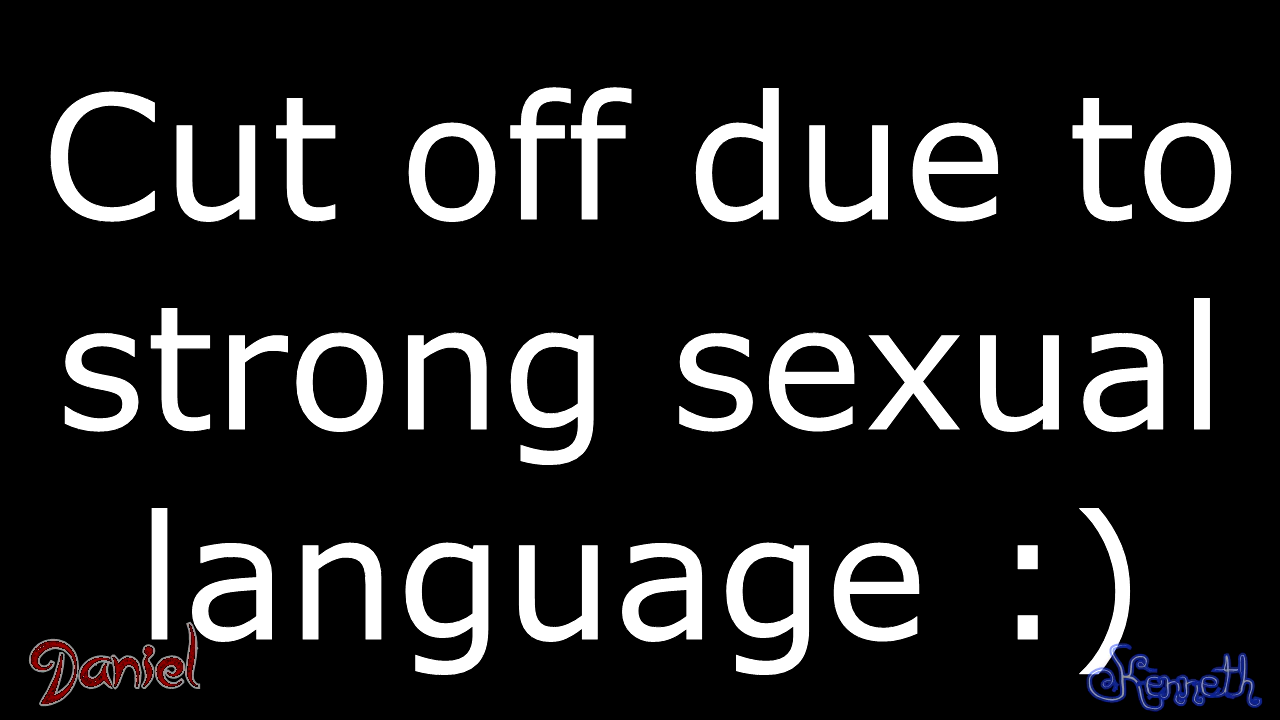 Cut off due to
strong sexual
language :)
Daniel
Kenneth